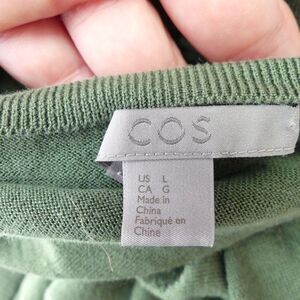 COS
US L
CA G
Made in
China
Fabriqué en
Chine